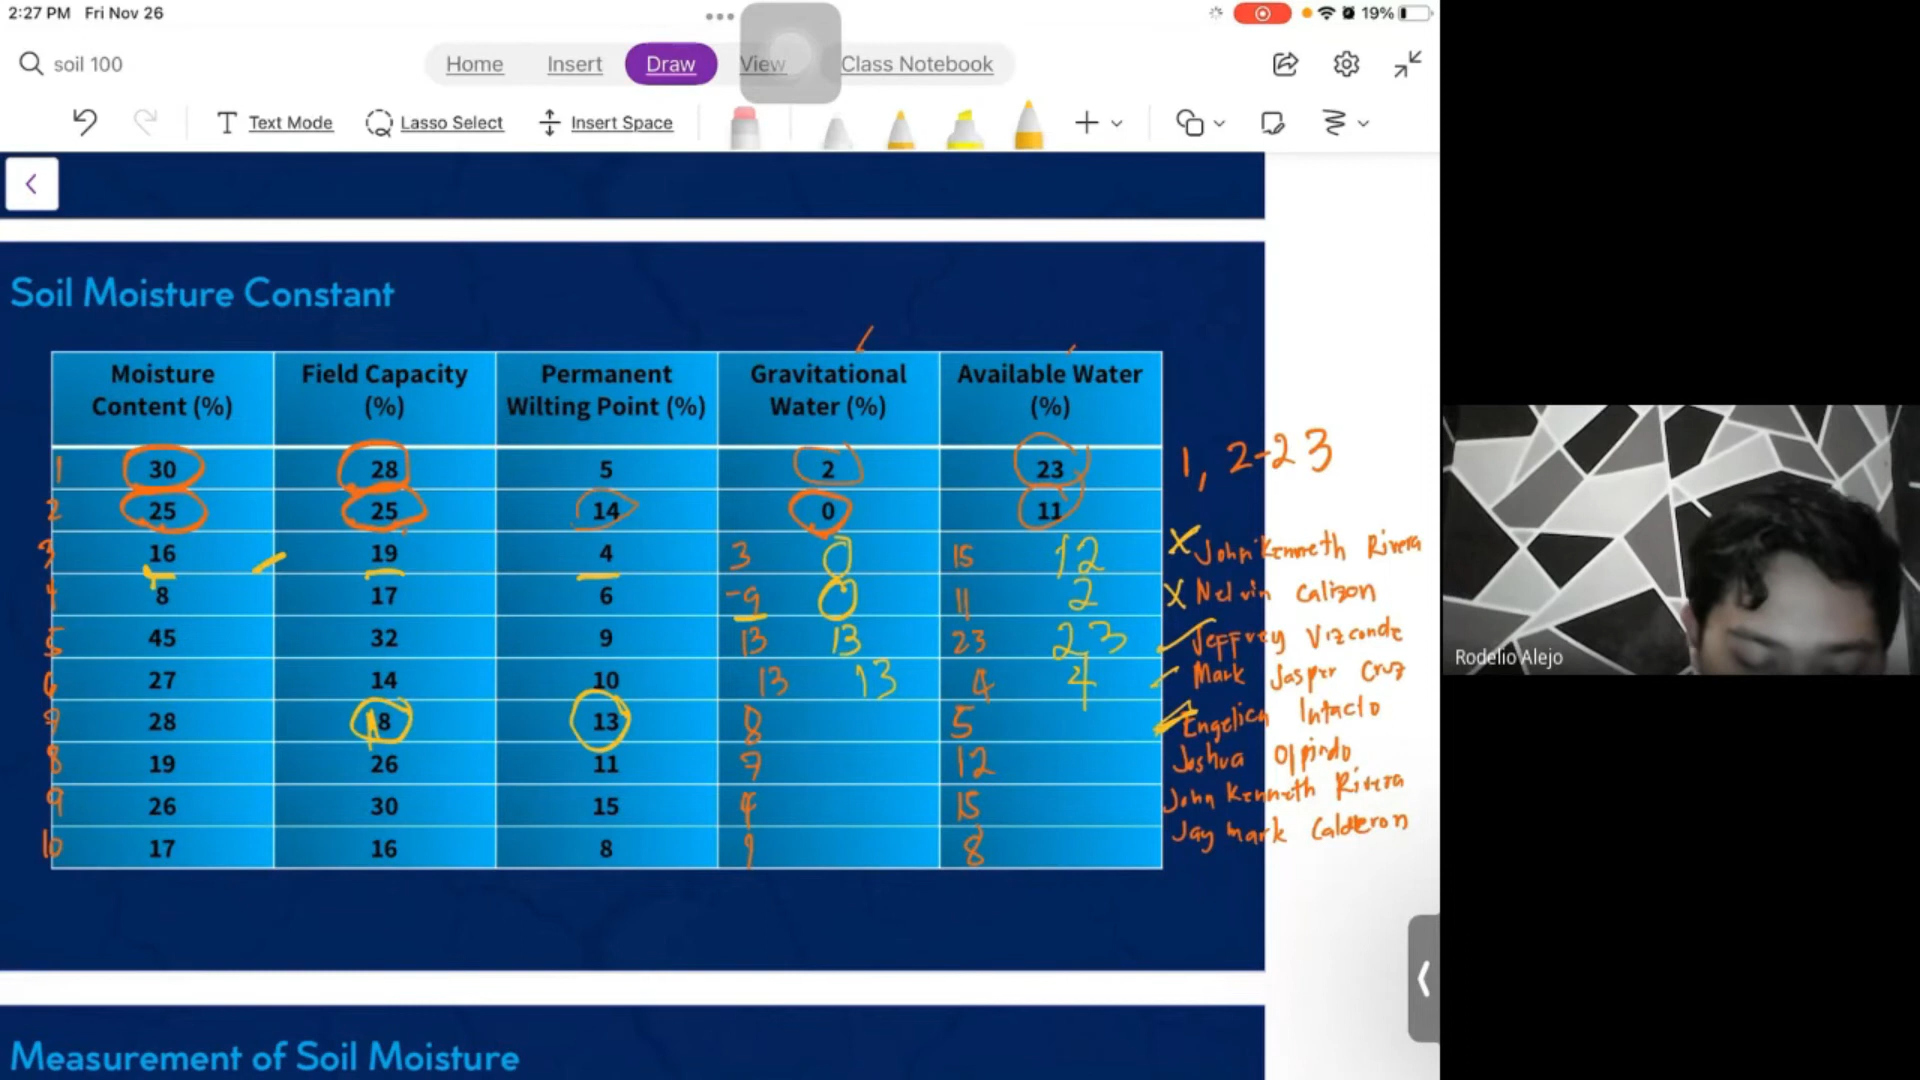 2:27 PM Fri Nov 26 19%
soil 100 Home Insert Draw View Class Notebook
Text Mode Lasso Select Insert Space
Soil Moisture Constant
Moisture Content (%) Field Capacity (%) Permanent Wilting Point (%) Gravitational Water (%) Available Water (%)
1 30 28 5 2 23 1, 2-23
2 25 25 14 0 11
3 16 19 4 3 0 15 12 X John Kenneth Rivera
4 8 17 6 -9 0 11 2 X Nelvin Calizon
5 45 32 9 13 13 23 23 Jeffrey Vizconde
6 27 14 10 13 13 4 4 Mark Jasper Cruz
7 28 18 13 8 5 Engelica Intacto
8 19 26 11 7 12 Joshua
9 26 30 15 4 15 John Kenneth Rivera
10 17 16 8 1 8 Jay mark Calderon
Measurement of Soil Moisture
Rodelio Alejo